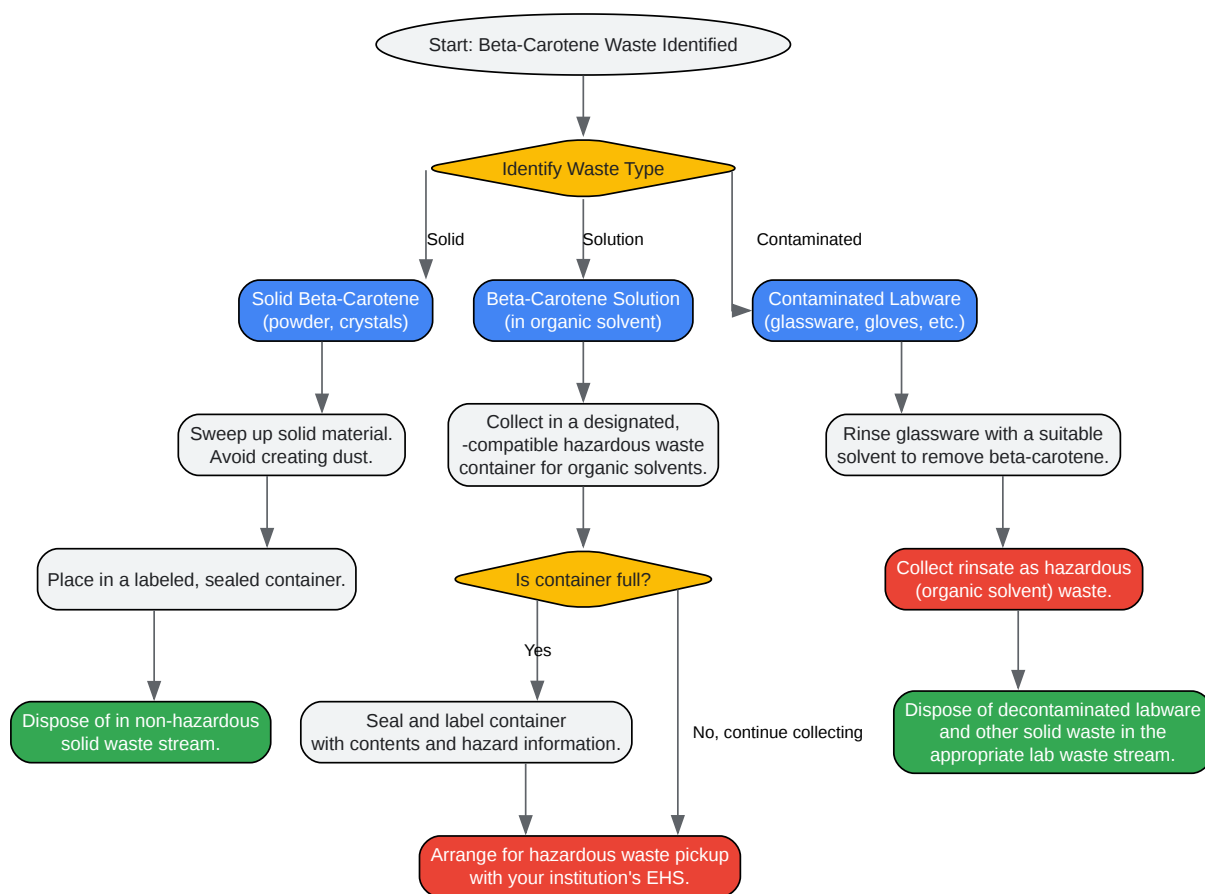 Start: Beta-Carotene Waste Identified
Identify Waste Type
Solid
Solution
Contaminated
Solid Beta-Carotene
(powder, crystals)
Beta-Carotene Solution
(in organic solvent)
Contaminated Labware
(glassware, gloves, etc.)
Sweep up solid material.
Avoid creating dust.
Collect in a designated,
-compatible hazardous waste
container for organic solvents.
Rinse glassware with a suitable
solvent to remove beta-carotene.
Place in a labeled, sealed container.
Is container full?
Collect rinsate as hazardous
(organic solvent) waste.
Yes
Dispose of in non-hazardous
solid waste stream.
Seal and label container
with contents and hazard information.
No, continue collecting
Dispose of decontaminated labware
and other solid waste in the
appropriate lab waste stream.
Arrange for hazardous waste pickup
with your institution's EHS.